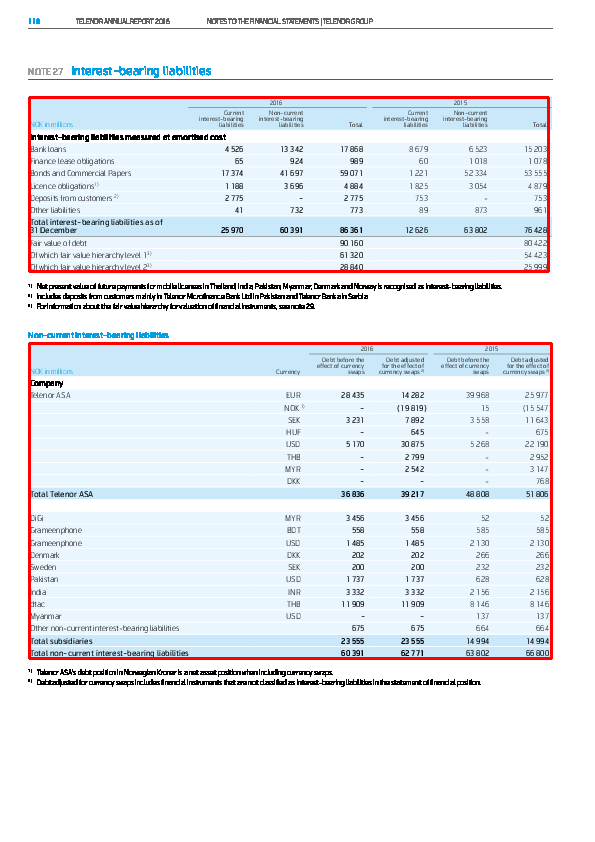 118 TELENOR ANNUAL REPORT 2016 NOTES TO THE FINANCIAL STATEMENTS | TELENOR GROUP
NOTE 27 Interest-bearing liabilities
2016 2015
NOK in millions Current interest-bearing liabilities Non-current interest-bearing liabilities Total Current interest-bearing liabilities Non-current interest-bearing liabilities Total
Interest-bearing liabilities measured at amortised cost
Bank loans 4 526 13 342 17 868 8 679 6 523 15 203
Finance lease obligations 65 924 989 60 1 018 1 078
Bonds and Commercial Papers 17 374 41 697 59 071 1 221 52 334 53 555
Licence obligations¹⁾ 1 188 3 696 4 884 1 825 3 054 4 879
Deposits from customers ²⁾ 2 775 – 2 775 753 – 753
Other liabilities 41 732 773 89 873 961
Total interest-bearing liabilities as of
31 December 25 970 60 391 86 361 12 626 63 802 76 428
Fair value of debt 90 160 80 422
Of which fair value hierarchy level 1³⁾ 61 320 54 423
Of which fair value hierarchy level 2³⁾ 28 840 25 999
¹⁾ Net present value of future payments for mobile licences in Thailand, India, Pakistan, Myanmar, Denmark and Norway is recognised as interest-bearing liabilities.
²⁾ Includes deposits from customers mainly in Telenor Microfinance Bank Ltd in Pakistan and Telenor Banka in Serbia
³⁾ For information about the fair value hierarchy for valuation of financial instruments, see note 29.
Non-current interest-bearing liabilities
2016 2015
NOK in millions Currency Debt before the effect of currency swaps Debt adjusted for the effect of currency swaps ²⁾ Debt before the effect of currency swaps Debt adjusted for the effect of currency swaps ²⁾
Company
Telenor ASA EUR 28 435 14 282 39 968 25 977
NOK ¹⁾ – (19 819) 15 (15 547)
SEK 3 231 7 892 3 558 11 643
HUF – 645 – 675
USD 5 170 30 875 5 268 22 190
THB – 2 799 – 2 952
MYR – 2 542 – 3 147
DKK – – – 768
Total Telenor ASA 36 836 39 217 48 808 51 806
DiGi MYR 3 456 3 456 52 52
Grameenphone BDT 558 558 585 585
Grameenphone USD 1 485 1 485 2 130 2 130
Denmark DKK 202 202 266 266
Sweden SEK 200 200 232 232
Pakistan USD 1 737 1 737 628 628
India INR 3 332 3 332 2 156 2 156
dtac THB 11 909 11 909 8 146 8 146
Myanmar USD – – 137 137
Other non-current interest-bearing liabilities 675 675 664 664
Total subsidiaries 23 555 23 555 14 994 14 994
Total non-current interest-bearing liabilities 60 391 62 771 63 802 66 800
¹⁾ Telenor ASA's debt position in Norwegian Kroner is a net asset position when including currency swaps.
²⁾ Debt adjusted for currency swaps includes financial instruments that are not classified as interest-bearing liabilities in the statement of financial position.